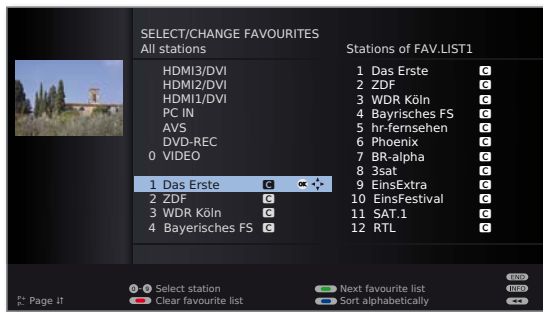 SELECT/CHANGE FAVOURITES
All stations
HDMI3/DVI
HDMI2/DVI
HDMI1/DVI
PC IN
AVS
DVD-REC
0 VIDEO
1 Das Erste C OK
2 ZDF C
3 WDR Köln C
4 Bayerisches FS C
Stations of FAV.LIST1
1 Das Erste C
2 ZDF C
3 WDR Köln C
4 Bayrisches FS C
5 hr-fernsehen C
6 Phoenix C
7 BR-alpha C
8 3sat C
9 EinsExtra C
10 EinsFestival C
11 SAT.1 C
12 RTL C
END
0-9 Select station
Next favourite list
INFO
P+ P- Page
Clear favourite list
Sort alphabetically